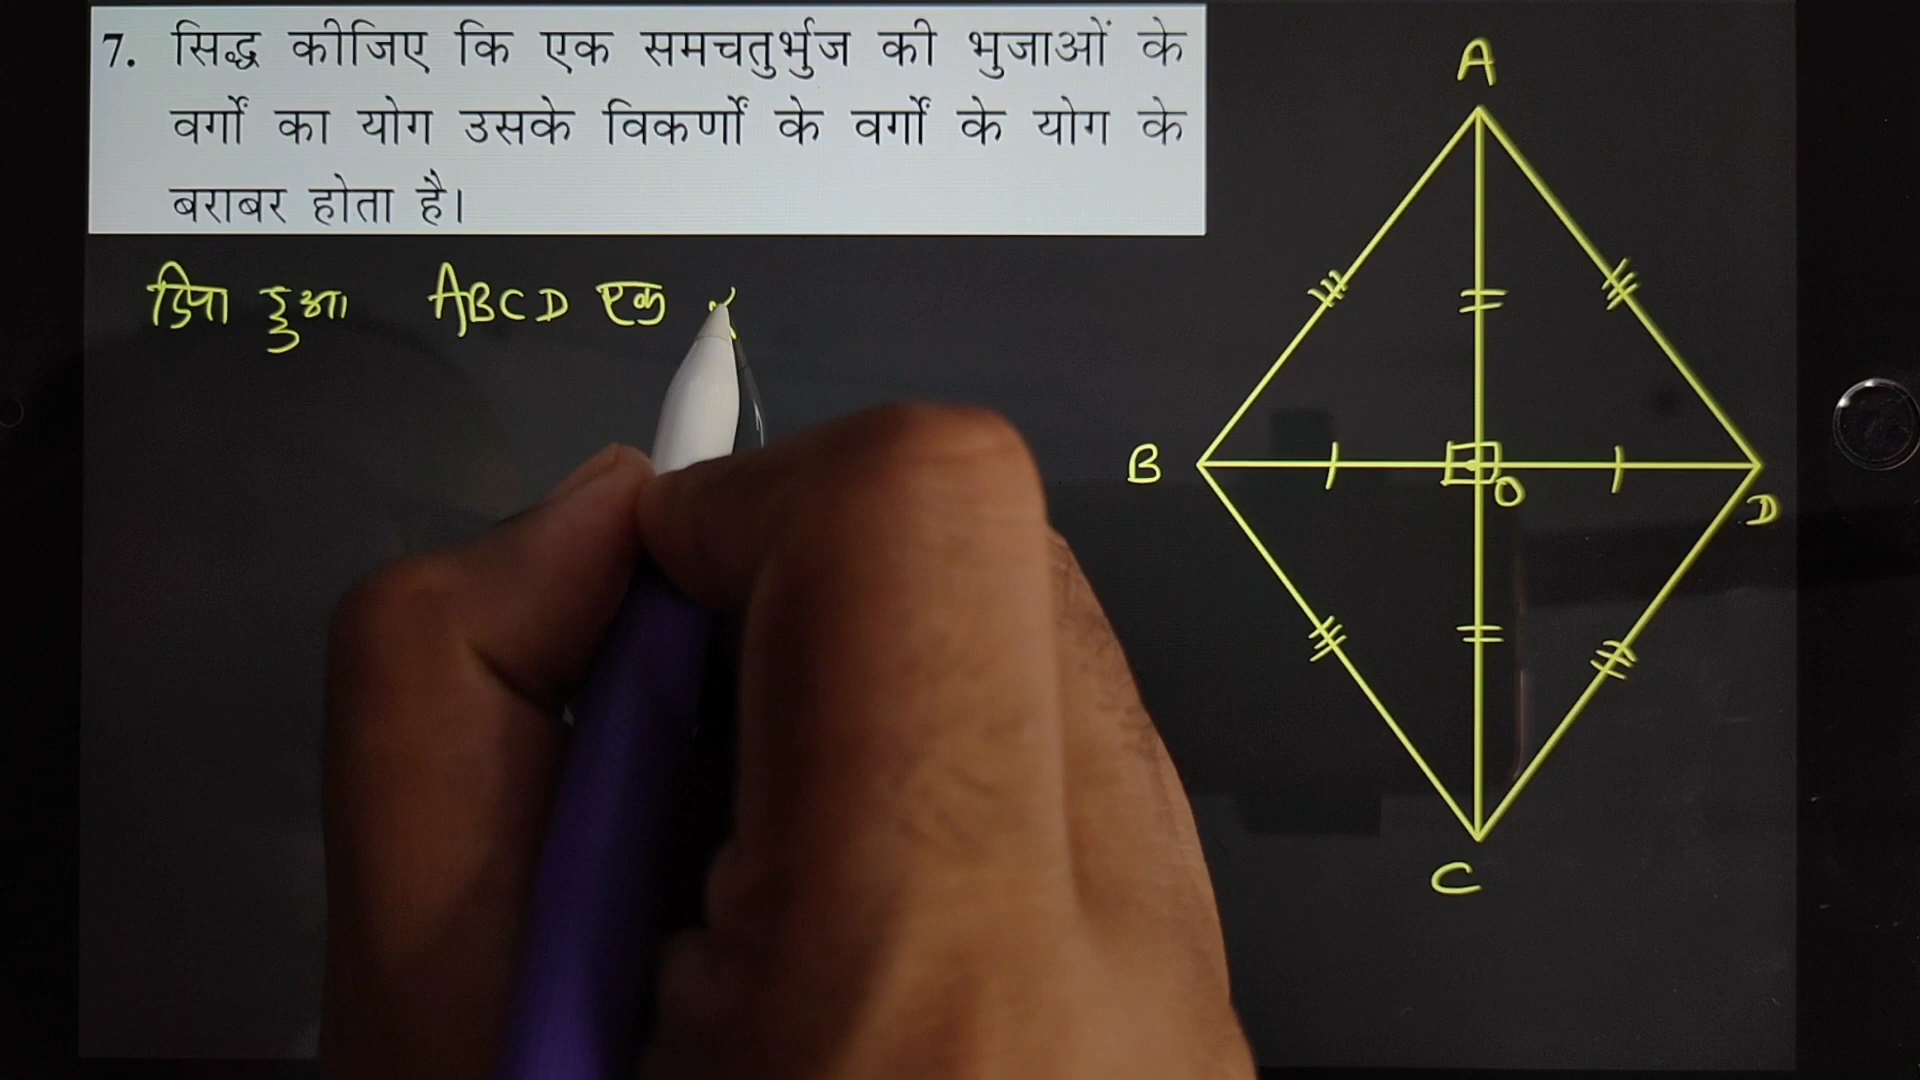 7. सिद्ध कीजिए कि एक समचतुर्भुज की भुजाओं के
वर्गों का योग उसके विकर्णों के वर्गों के योग के
बराबर होता है।
दिया हुआ ABCD एक
A
B
O
D
C